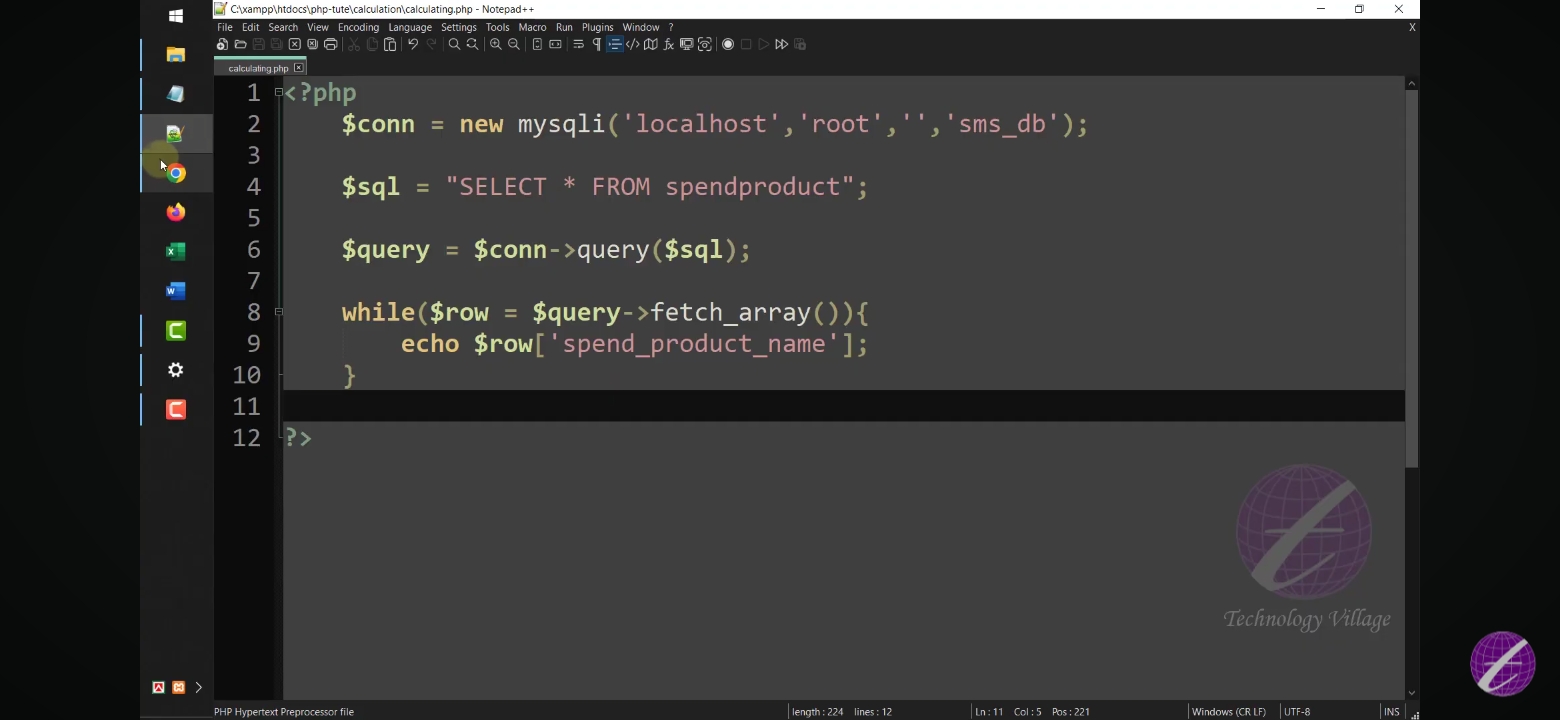 C:\xampp\htdocs\php-tute\calculation\calculating.php - Notepad++
File Edit Search View Encoding Language Settings Tools Macro Run Plugins Window ? X
calculating.php
1 <?php
2 $conn = new mysqli('localhost','root','','sms_db');
3
4 $sql = "SELECT * FROM spendproduct";
5
6 $query = $conn->query($sql);
7
8 while($row = $query->fetch_array()){
9 echo $row['spend_product_name'];
10 }
11
12 ?>
Technology Village
PHP Hypertext Preprocessor file length : 224 lines : 12 Ln : 11 Col : 5 Pos : 221 Windows (CR LF) UTF-8 INS